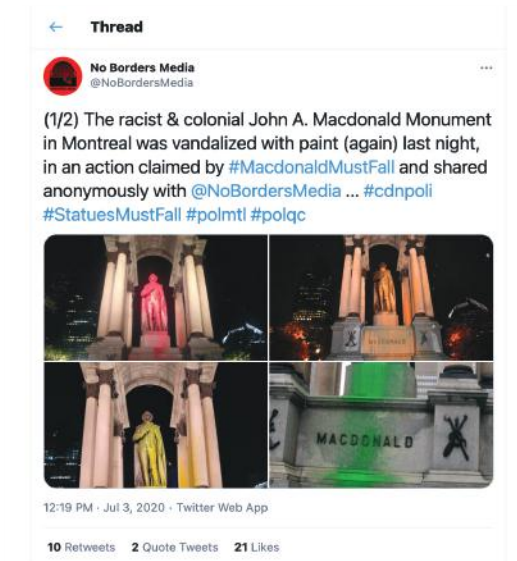 Thread
No Borders Media
@NoBordersMedia
(1/2) The racist & colonial John A. Macdonald Monument
in Montreal was vandalized with paint (again) last night,
in an action claimed by #MacdonaldMustFall and shared
anonymously with @NoBordersMedia ... #cdnpoli
#StatuesMustFall #polmtl #polqc
MACDONALD
MACDONALD
12:19 PM · Jul 3, 2020 · Twitter Web App
10 Retweets 2 Quote Tweets 21 Likes